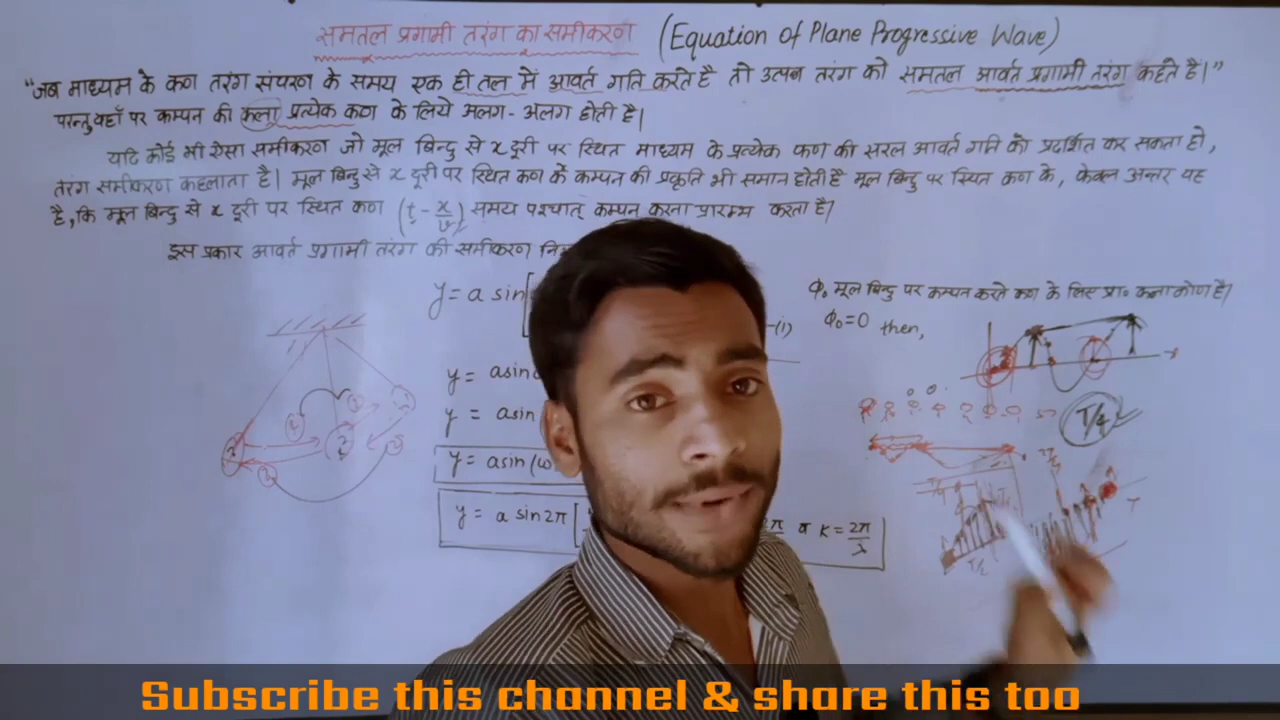 समतल प्रगामी तरंग का समीकरण (Equation of Plane Progressive Wave)
"जब माध्यम के कण तरंग संचरण के समय एक ही तल में आवर्त गति करते है तो उत्पन्न तरंग को समतल आवर्त प्रगामी तरंग कहते है।"
परन्तु वहाँ पर कम्पन की कला प्रत्येक कण के लिये अलग-अलग होती है।
यदि कोई भी ऐसा समीकरण जो मूल बिन्दु से x दूरी पर स्थित माध्यम के प्रत्येक कण की सरल आवर्त गति को प्रदर्शित कर सकता हो,
तरंग समीकरण कहलाता है। मूल बिन्दु से x दूरी पर स्थित कण के कम्पन की प्रकृति भी समान होती है मूल बिन्दु पर स्थित कण के, केवल अन्तर यह
है, कि मूल बिन्दु से x दूरी पर स्थित कण (t - x/v) समय पश्चात् कम्पन करना प्रारम्भ करता है।
इस प्रकार आवर्त प्रगामी तरंग की समीकरण
y = a sin[
-(1)
ϕ₀ मूल बिन्दु पर कम्पन करते कण के लिए प्रा० कला कोण है।
ϕ₀=0 then,
y = asin
y = asin
y = asin(ω
y = a sin2π[
K = 2π/λ
T/4
T/2
Subscribe this channel & share this too